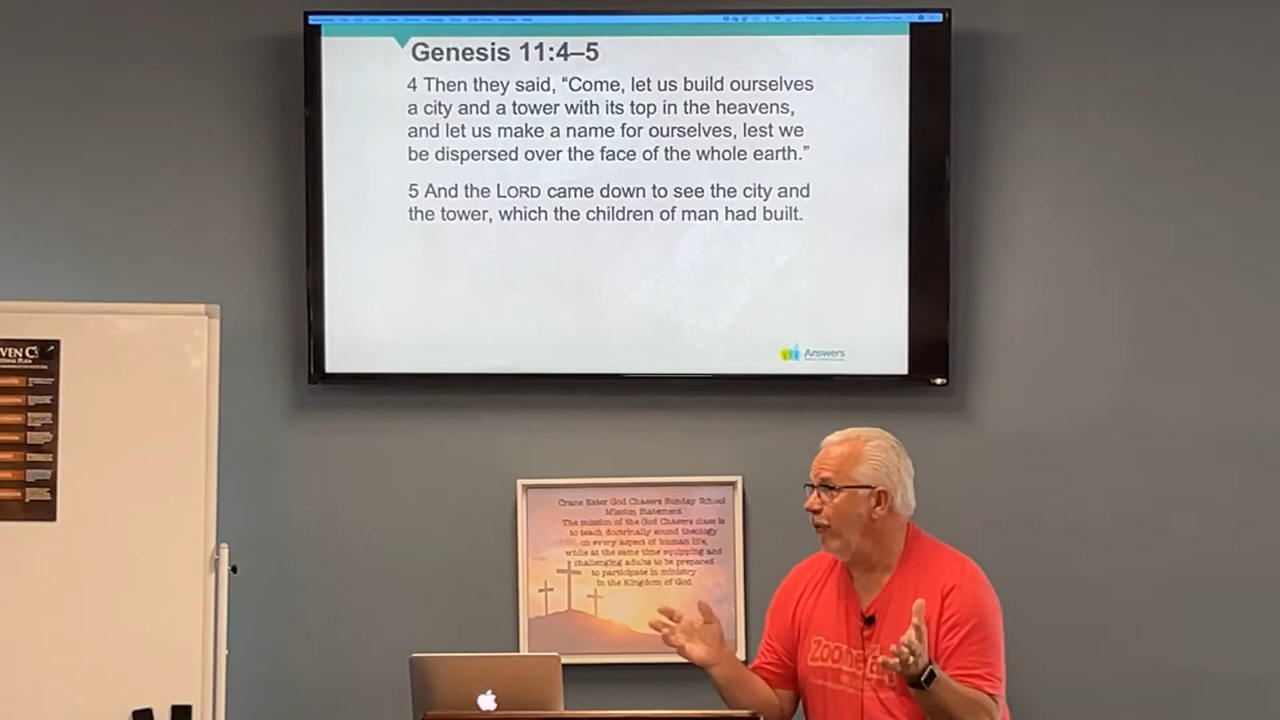 Genesis 11:4–5
4 Then they said, “Come, let us build ourselves
a city and a tower with its top in the heavens,
and let us make a name for ourselves, lest we
be dispersed over the face of the whole earth.”
5 And the LORD came down to see the city and
the tower, which the children of man had built.
Answers
Crane Eater God Chasers Sunday School
Mission Statement
The mission of the God Chasers class is
to teach doctrinally sound theology
on every aspect of human life,
while at the same time equipping and
challenging adults to be prepared
to participate in ministry
in the Kingdom of God